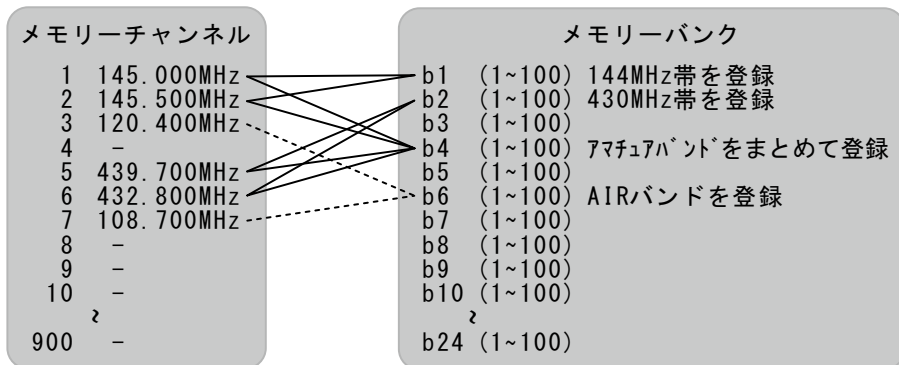 メモリーチャンネル
1 145.000MHz
2 145.500MHz
3 120.400MHz
4 -
5 439.700MHz
6 432.800MHz
7 108.700MHz
8 -
9 -
10 -
~
900 -
メモリーバンク
b1 (1~100) 144MHz帯を登録
b2 (1~100) 430MHz帯を登録
b3 (1~100)
b4 (1~100) ｱﾏﾁｭｱﾊﾞﾝﾄﾞをまとめて登録
b5 (1~100)
b6 (1~100) AIRバンドを登録
b7 (1~100)
b8 (1~100)
b9 (1~100)
b10 (1~100)
~
b24 (1~100)